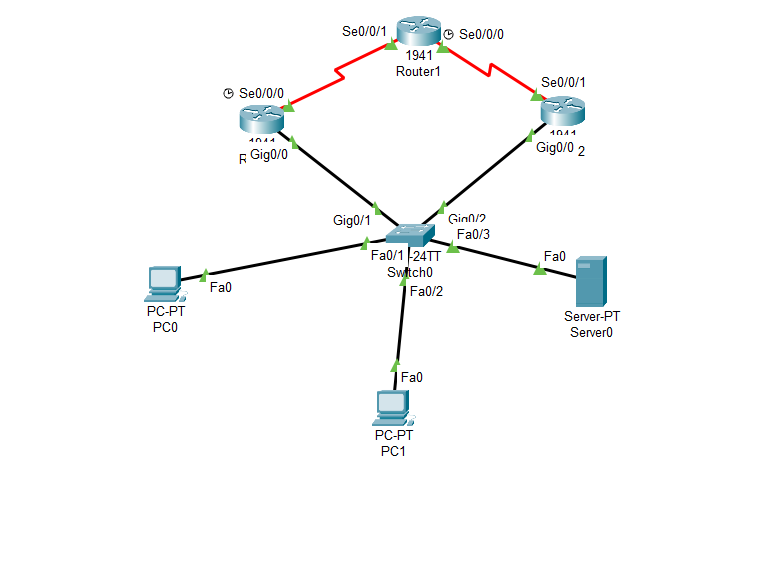 Se0/0/1
Se0/0/0
1941
Router1
Se0/0/0
Se0/0/1
R
Gig0/0
Gig0/0
2
Gig0/1
Gig0/2
Fa0/3
Fa0/1
-24TT
Switch0
Fa0
Fa0
PC-PT
PC0
Fa0/2
Server-PT
Server0
Fa0
PC-PT
PC1